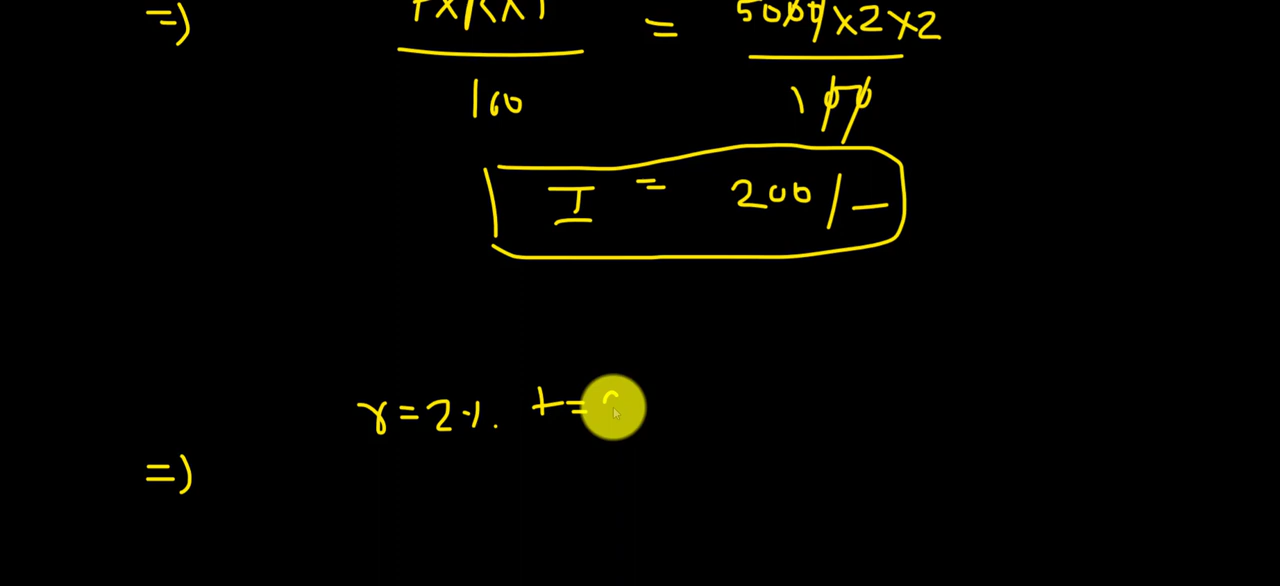 =) = 5000×2×2
100 100
I = 200/—
r = 2%. t =
=)